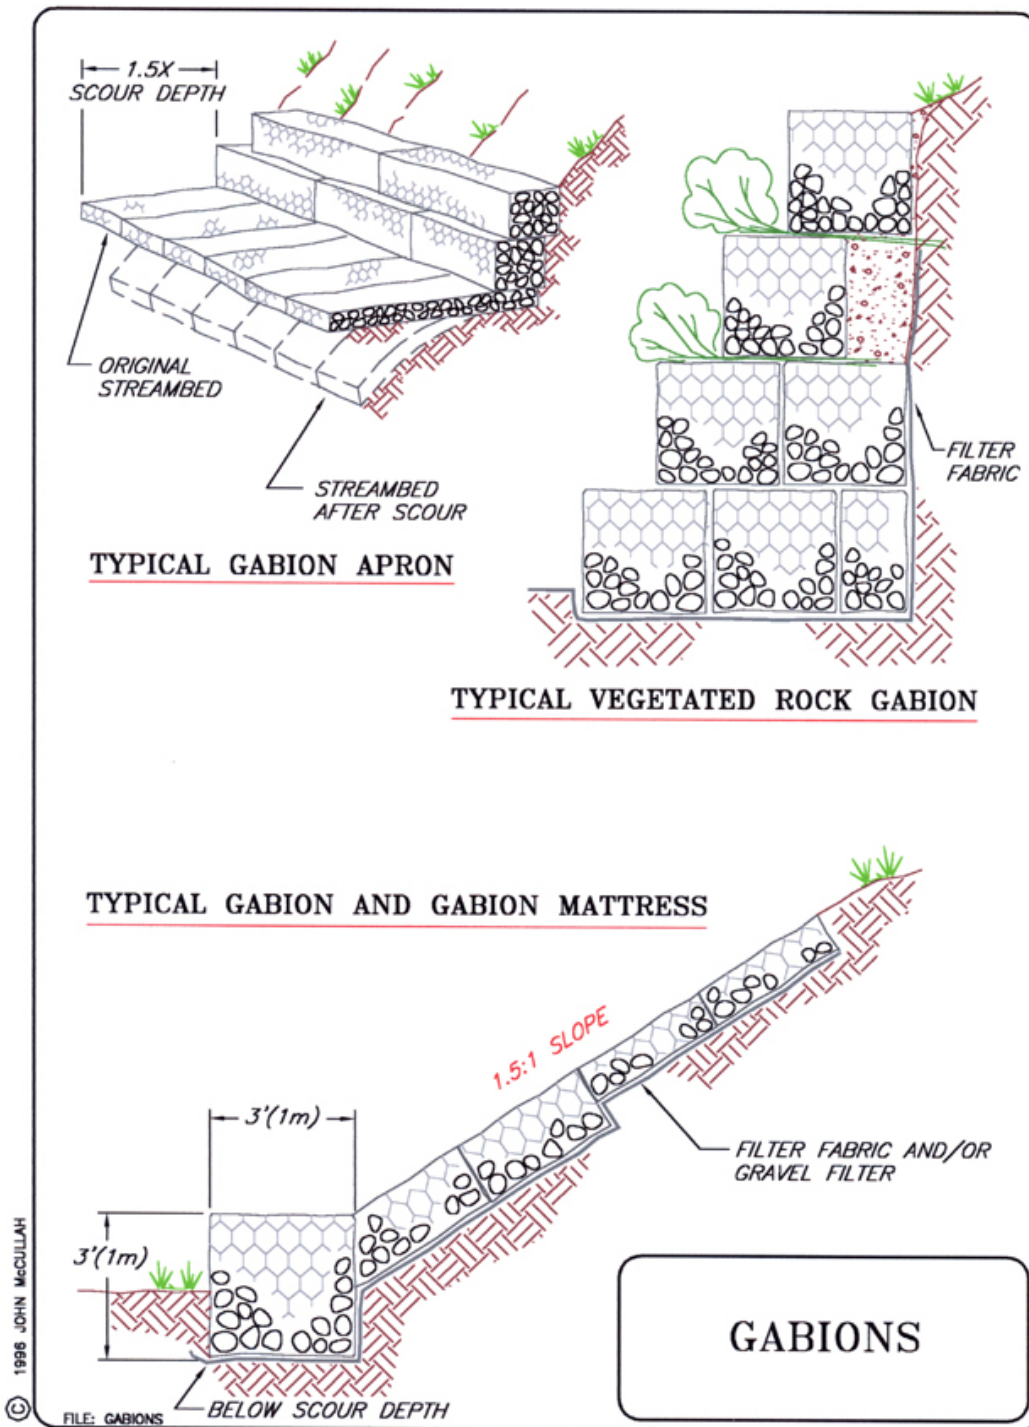 1.5X
SCOUR DEPTH
ORIGINAL
STREAMBED
STREAMBED
AFTER SCOUR
TYPICAL GABION APRON
FILTER
FABRIC
TYPICAL VEGETATED ROCK GABION
TYPICAL GABION AND GABION MATTRESS
1.5:1 SLOPE
3'(1m)
3'(1m)
FILTER FABRIC AND/OR
GRAVEL FILTER
BELOW SCOUR DEPTH
GABIONS
FILE: GABIONS
© 1996 JOHN McCULLAH